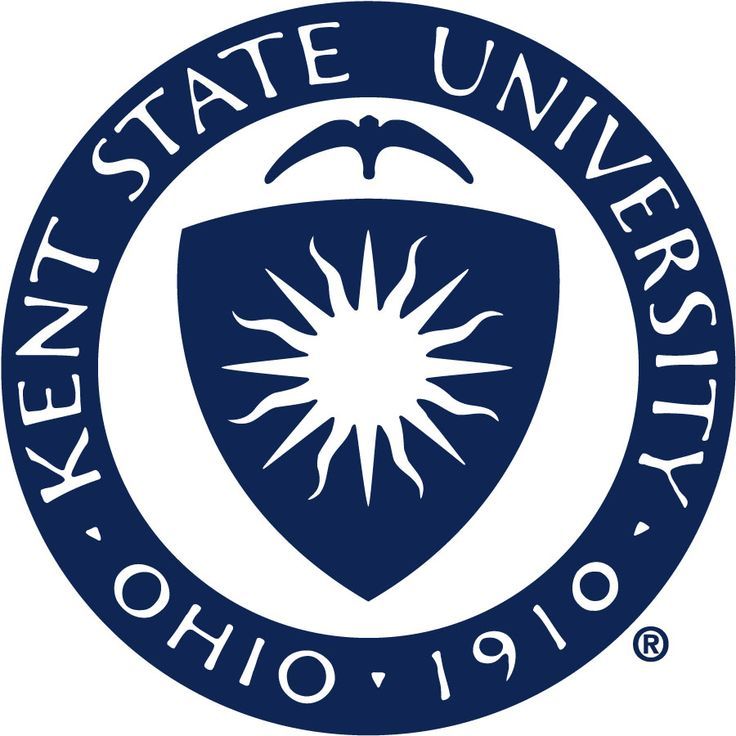 KENT STATE UNIVERSITY
· OHIO · 1910 ·
®